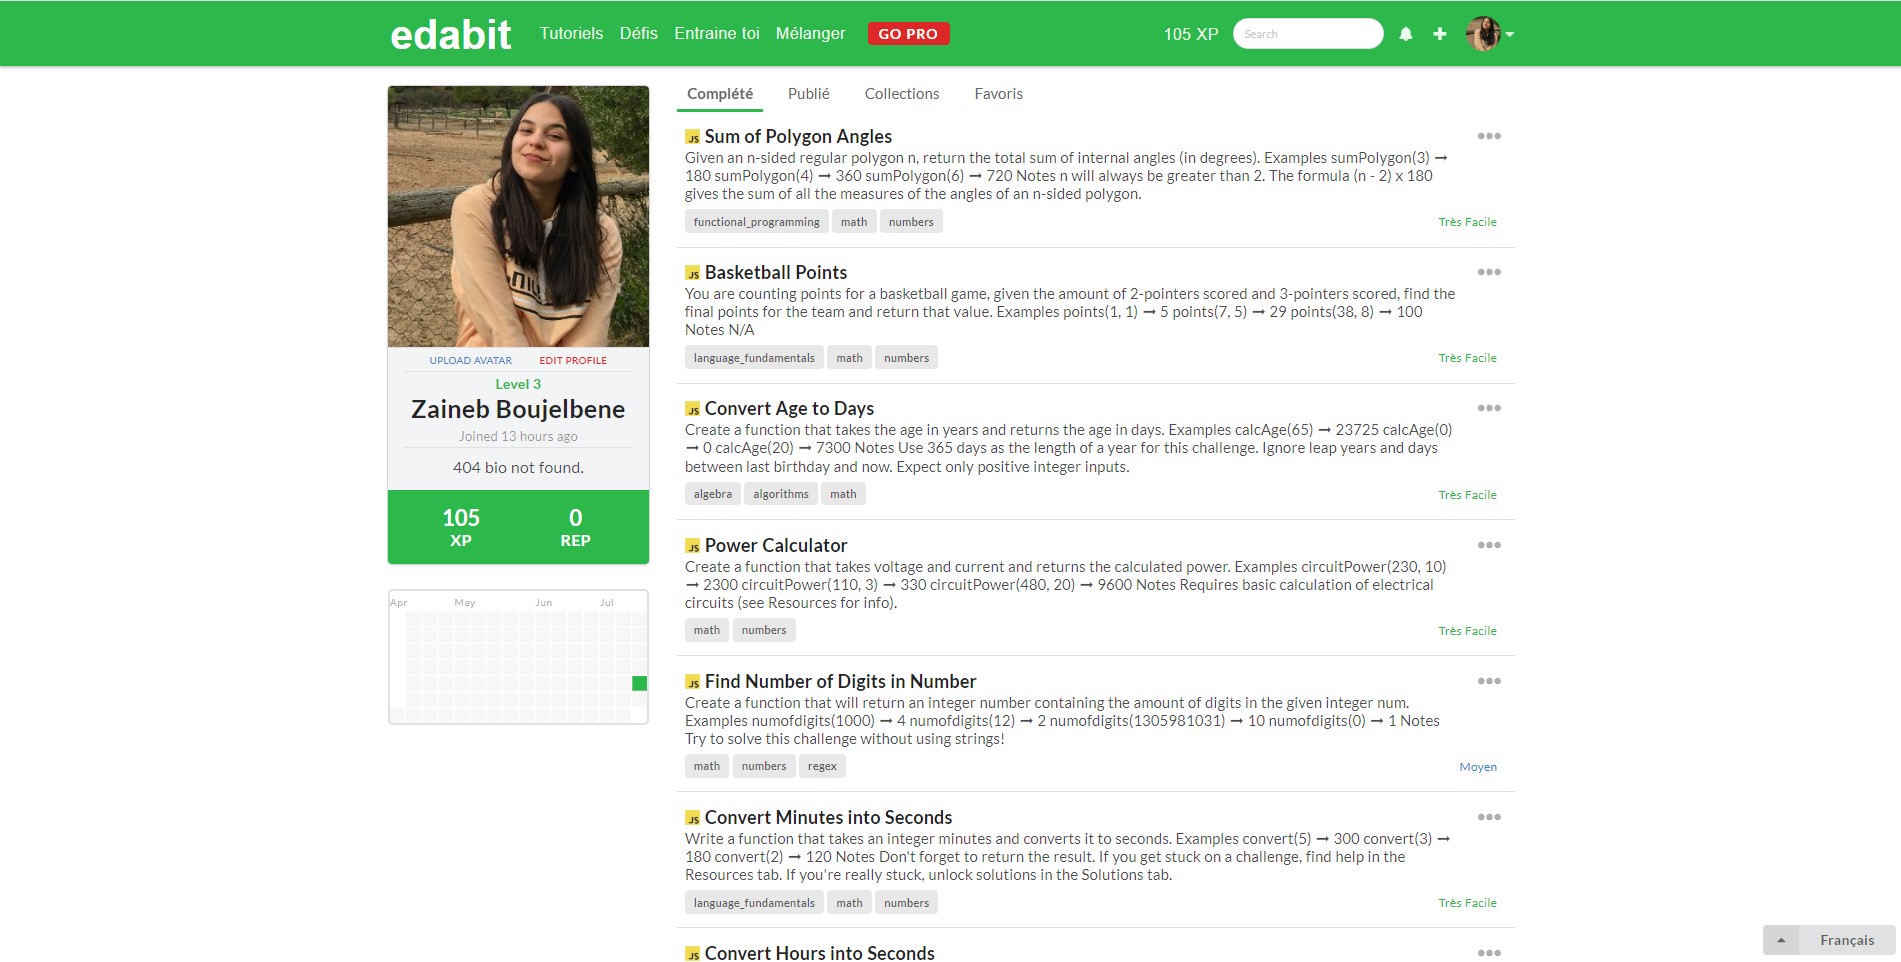 edabit
Tutoriels Défis Entraine toi Mélanger GO PRO
105 XP Search
UPLOAD AVATAR EDIT PROFILE
Level 3
Zaineb Boujelbene
Joined 13 hours ago
404 bio not found.
105 0
XP REP
Apr May Jun Jul
Complété Publié Collections Favoris
JS Sum of Polygon Angles
Given an n-sided regular polygon n, return the total sum of internal angles (in degrees). Examples sumPolygon(3) ➞
180 sumPolygon(4) ➞ 360 sumPolygon(6) ➞ 720 Notes n will always be greater than 2. The formula (n - 2) x 180
gives the sum of all the measures of the angles of an n-sided polygon.
functional_programming math numbers Très Facile
JS Basketball Points
You are counting points for a basketball game, given the amount of 2-pointers scored and 3-pointers scored, find the
final points for the team and return that value. Examples points(1, 1) ➞ 5 points(7, 5) ➞ 29 points(38, 8) ➞ 100
Notes N/A
language_fundamentals math numbers Très Facile
JS Convert Age to Days
Create a function that takes the age in years and returns the age in days. Examples calcAge(65) ➞ 23725 calcAge(0)
➞ 0 calcAge(20) ➞ 7300 Notes Use 365 days as the length of a year for this challenge. Ignore leap years and days
between last birthday and now. Expect only positive integer inputs.
algebra algorithms math Très Facile
JS Power Calculator
Create a function that takes voltage and current and returns the calculated power. Examples circuitPower(230, 10)
➞ 2300 circuitPower(110, 3) ➞ 330 circuitPower(480, 20) ➞ 9600 Notes Requires basic calculation of electrical
circuits (see Resources for info).
math numbers Très Facile
JS Find Number of Digits in Number
Create a function that will return an integer number containing the amount of digits in the given integer num.
Examples numofdigits(1000) ➞ 4 numofdigits(12) ➞ 2 numofdigits(1305981031) ➞ 10 numofdigits(0) ➞ 1 Notes
Try to solve this challenge without using strings!
math numbers regex Moyen
JS Convert Minutes into Seconds
Write a function that takes an integer minutes and converts it to seconds. Examples convert(5) ➞ 300 convert(3) ➞
180 convert(2) ➞ 120 Notes Don't forget to return the result. If you get stuck on a challenge, find help in the
Resources tab. If you're really stuck, unlock solutions in the Solutions tab.
language_fundamentals math numbers Très Facile
JS Convert Hours into Seconds
Français